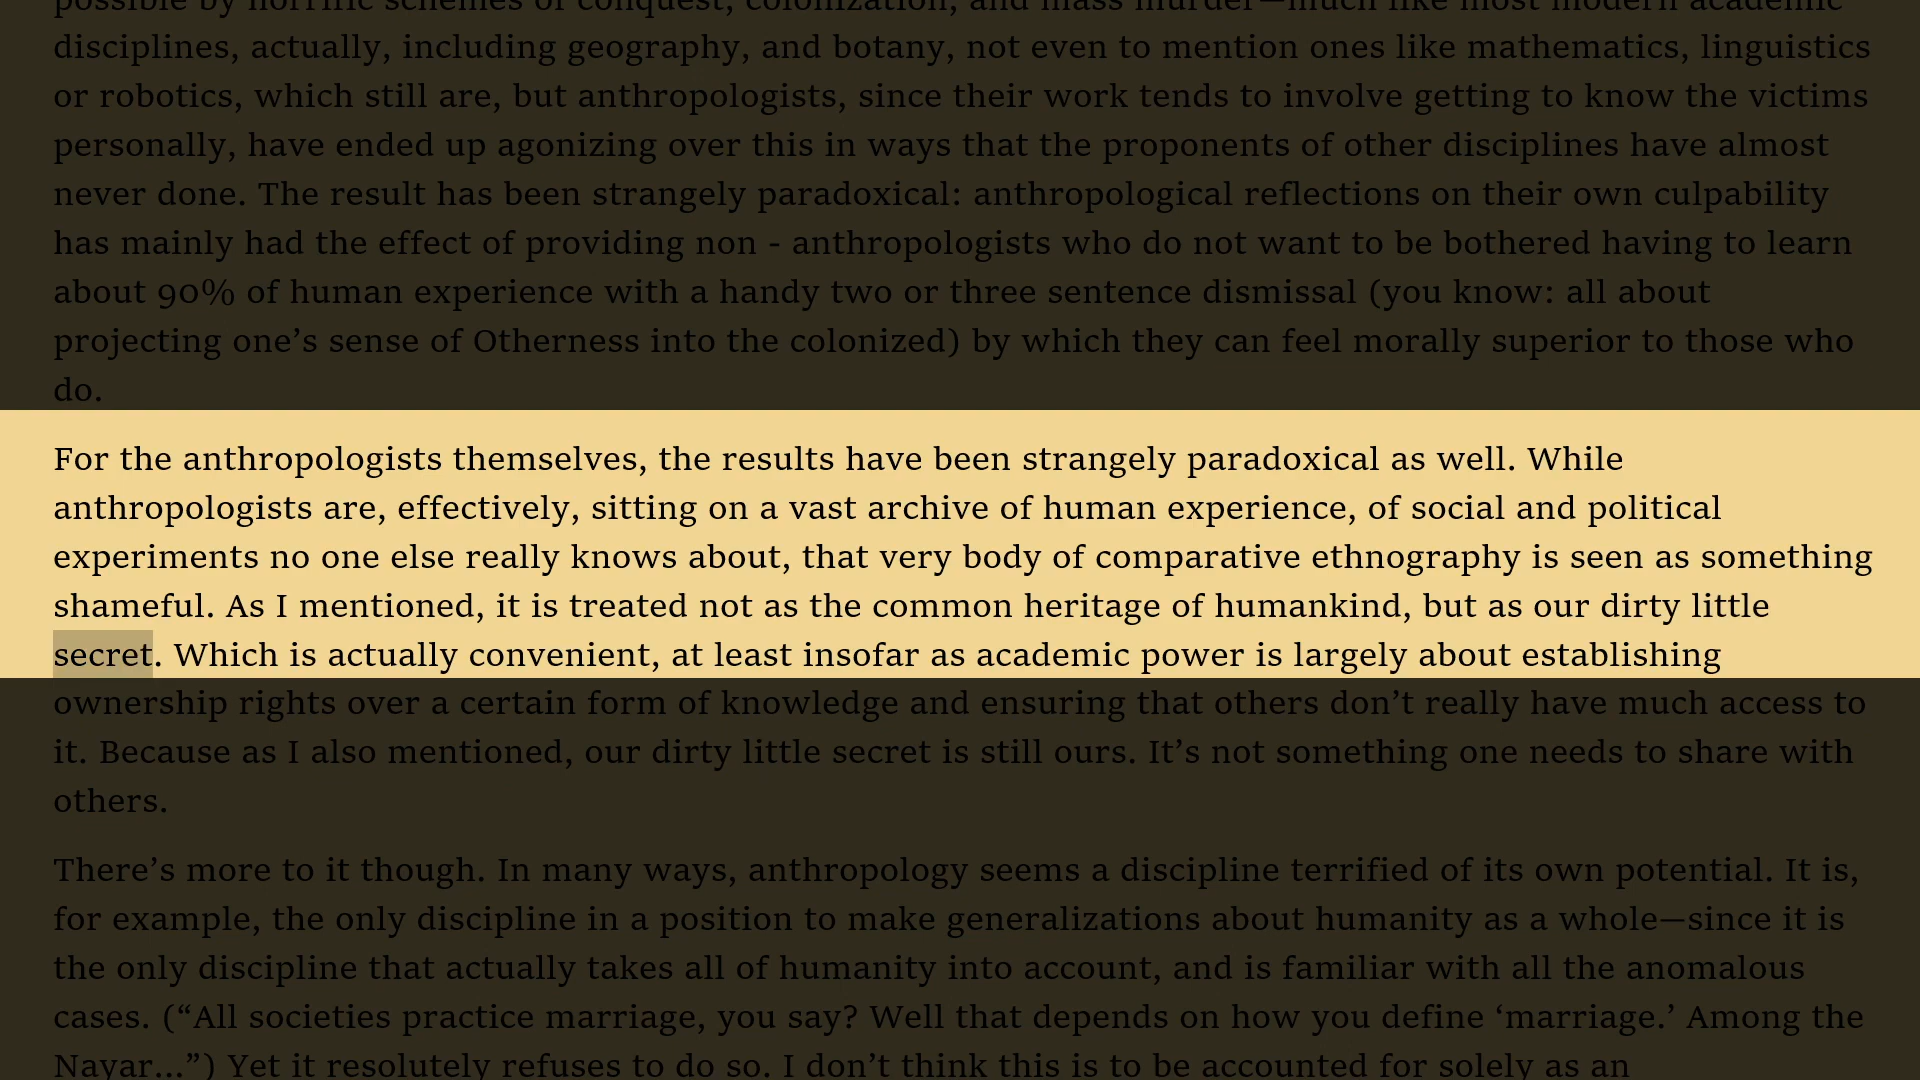 possible by horrific schemes of conquest, colonization, and mass murder—much like most modern academic
disciplines, actually, including geography, and botany, not even to mention ones like mathematics, linguistics
or robotics, which still are, but anthropologists, since their work tends to involve getting to know the victims
personally, have ended up agonizing over this in ways that the proponents of other disciplines have almost
never done. The result has been strangely paradoxical: anthropological reflections on their own culpability
has mainly had the effect of providing non - anthropologists who do not want to be bothered having to learn
about 90% of human experience with a handy two or three sentence dismissal (you know: all about
projecting one’s sense of Otherness into the colonized) by which they can feel morally superior to those who
do.
For the anthropologists themselves, the results have been strangely paradoxical as well. While
anthropologists are, effectively, sitting on a vast archive of human experience, of social and political
experiments no one else really knows about, that very body of comparative ethnography is seen as something
shameful. As I mentioned, it is treated not as the common heritage of humankind, but as our dirty little
secret. Which is actually convenient, at least insofar as academic power is largely about establishing
ownership rights over a certain form of knowledge and ensuring that others don’t really have much access to
it. Because as I also mentioned, our dirty little secret is still ours. It’s not something one needs to share with
others.
There’s more to it though. In many ways, anthropology seems a discipline terrified of its own potential. It is,
for example, the only discipline in a position to make generalizations about humanity as a whole—since it is
the only discipline that actually takes all of humanity into account, and is familiar with all the anomalous
cases. (“All societies practice marriage, you say? Well that depends on how you define ‘marriage.’ Among the
Nayar...”) Yet it resolutely refuses to do so. I don’t think this is to be accounted for solely as an